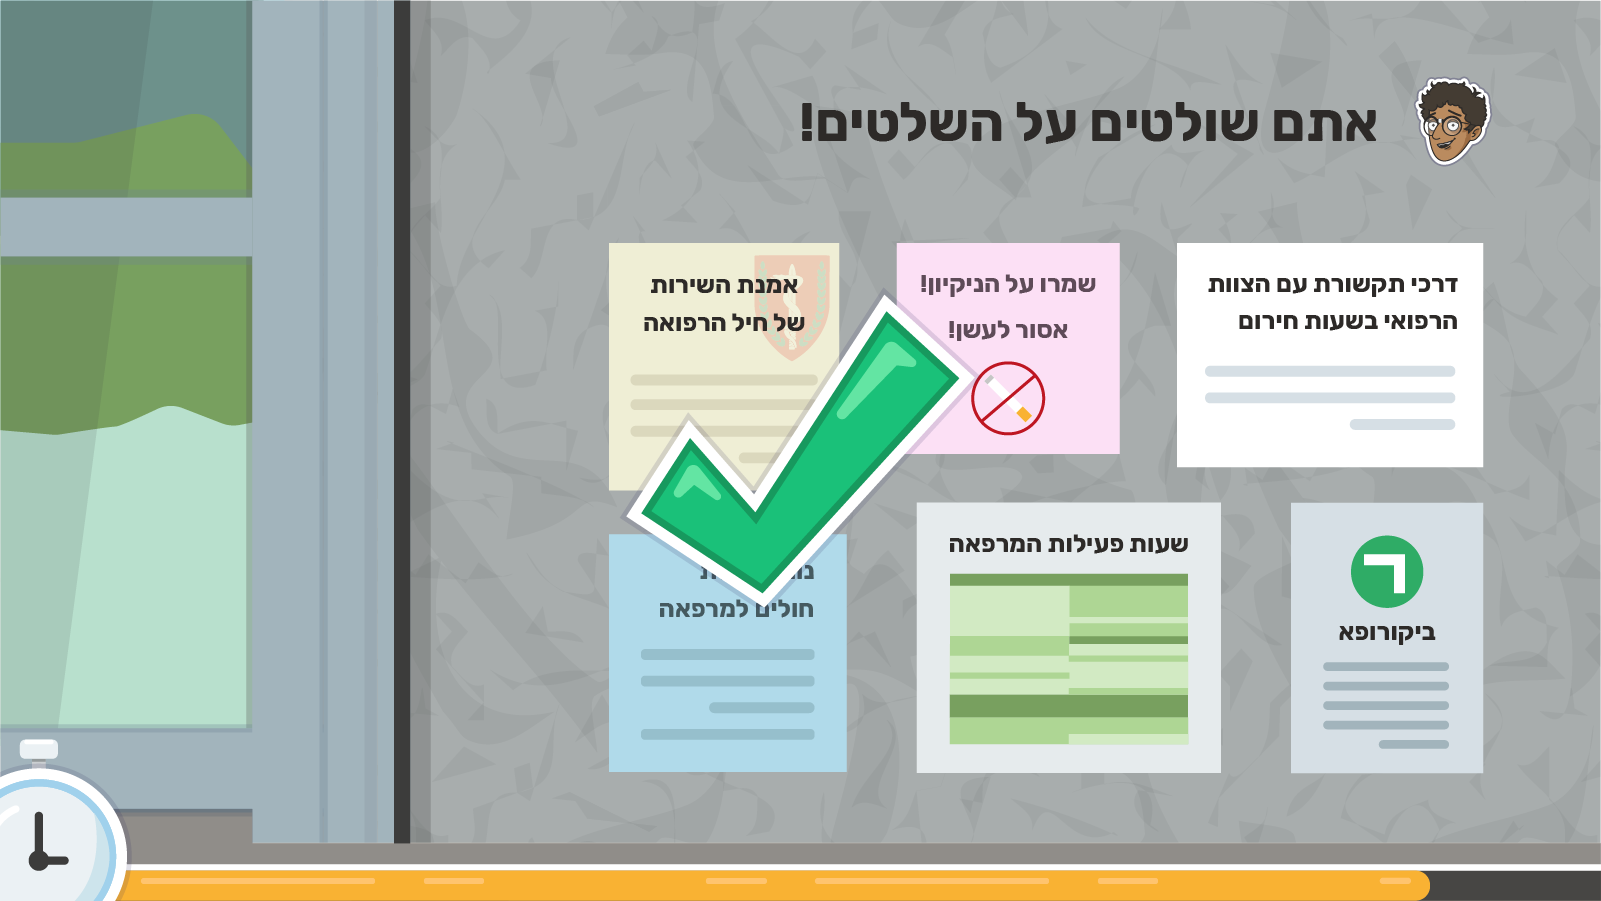 אתם שולטים על השלטים!
דרכי תקשורת עם הצוות
הרפואי בשעות חירום
שמרו על הניקיון!
אסור לעשן!
אמנת השירות
של חיל הרפואה
ביקורופא
שעות פעילות המרפאה
חולים למרפאה